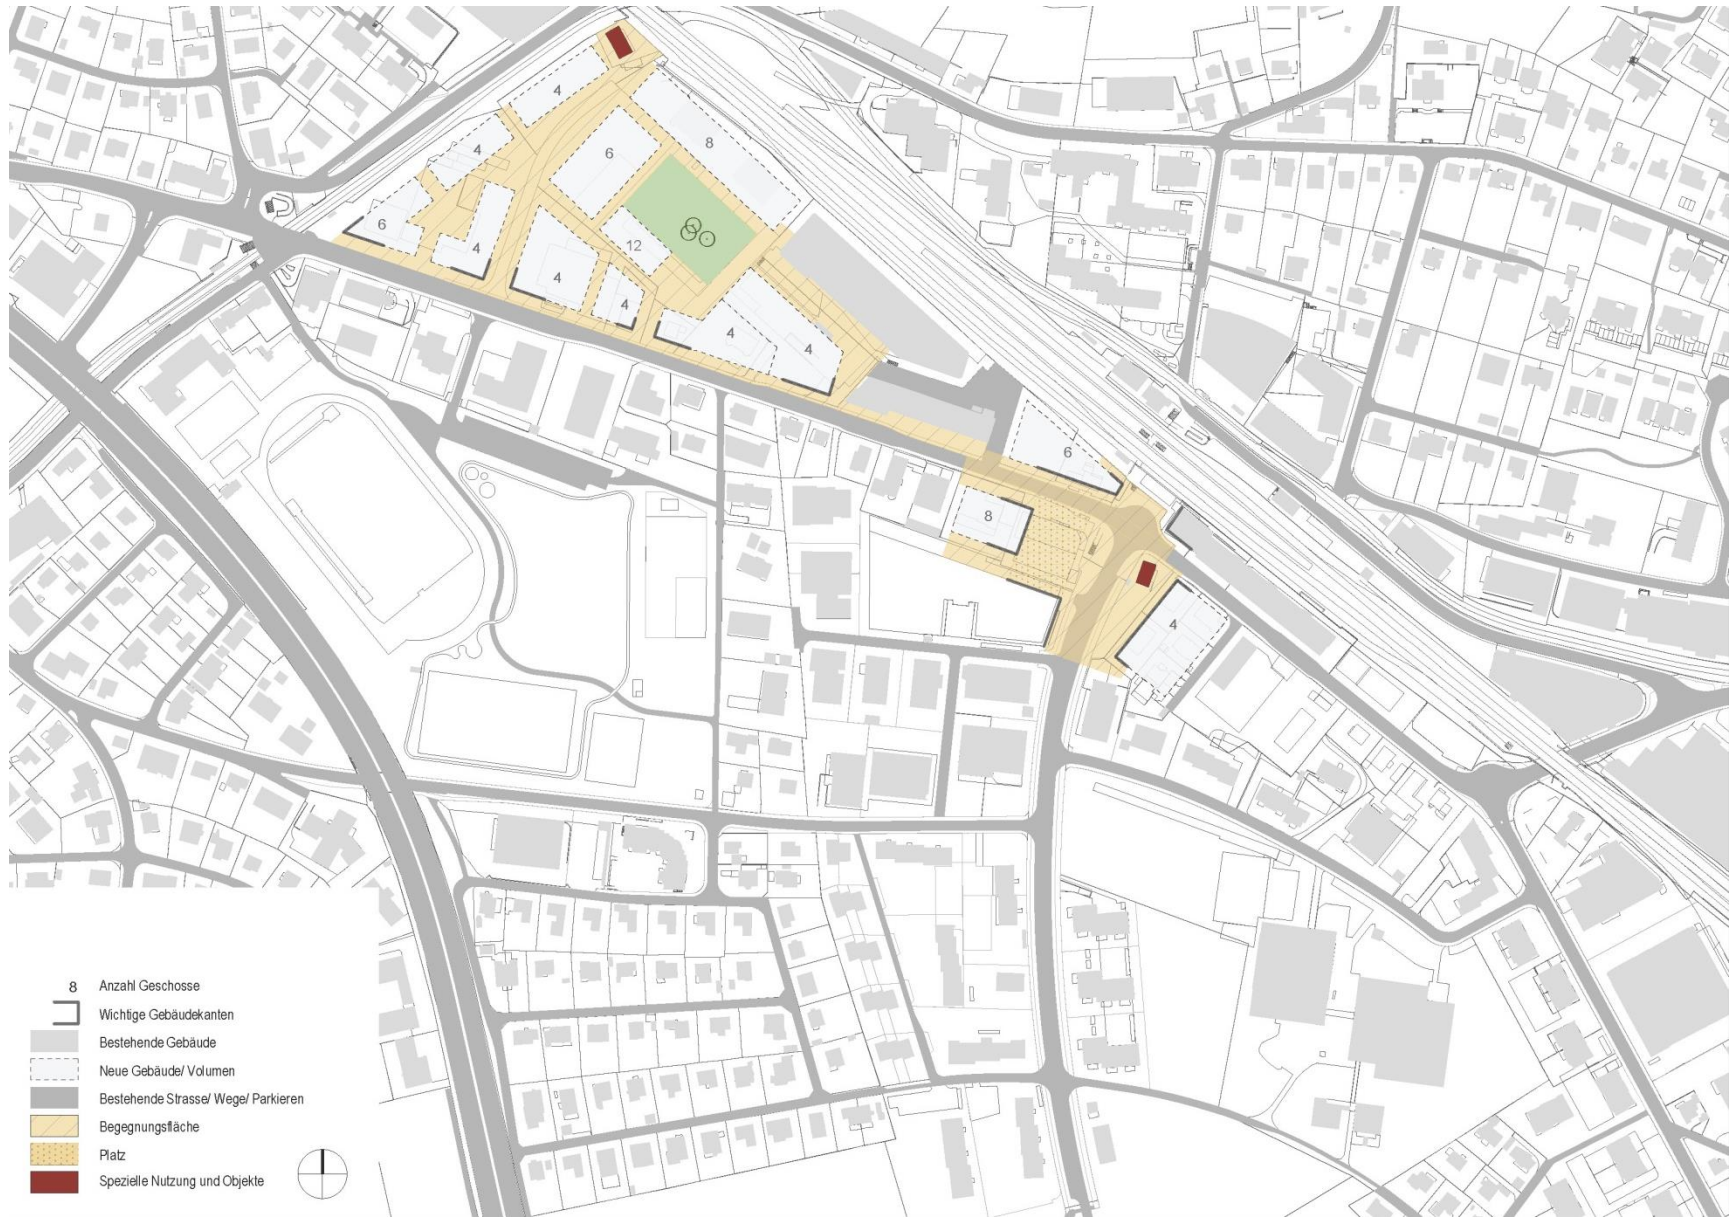 4
8
4
6
6
12
4
4
4
4
4
6
8
4
8 Anzahl Geschosse
Wichtige Gebäudekanten
Bestehende Gebäude
Neue Gebäude/ Volumen
Bestehende Strasse/ Wege/ Parkieren
Begegnungsfläche
Platz
Spezielle Nutzung und Objekte